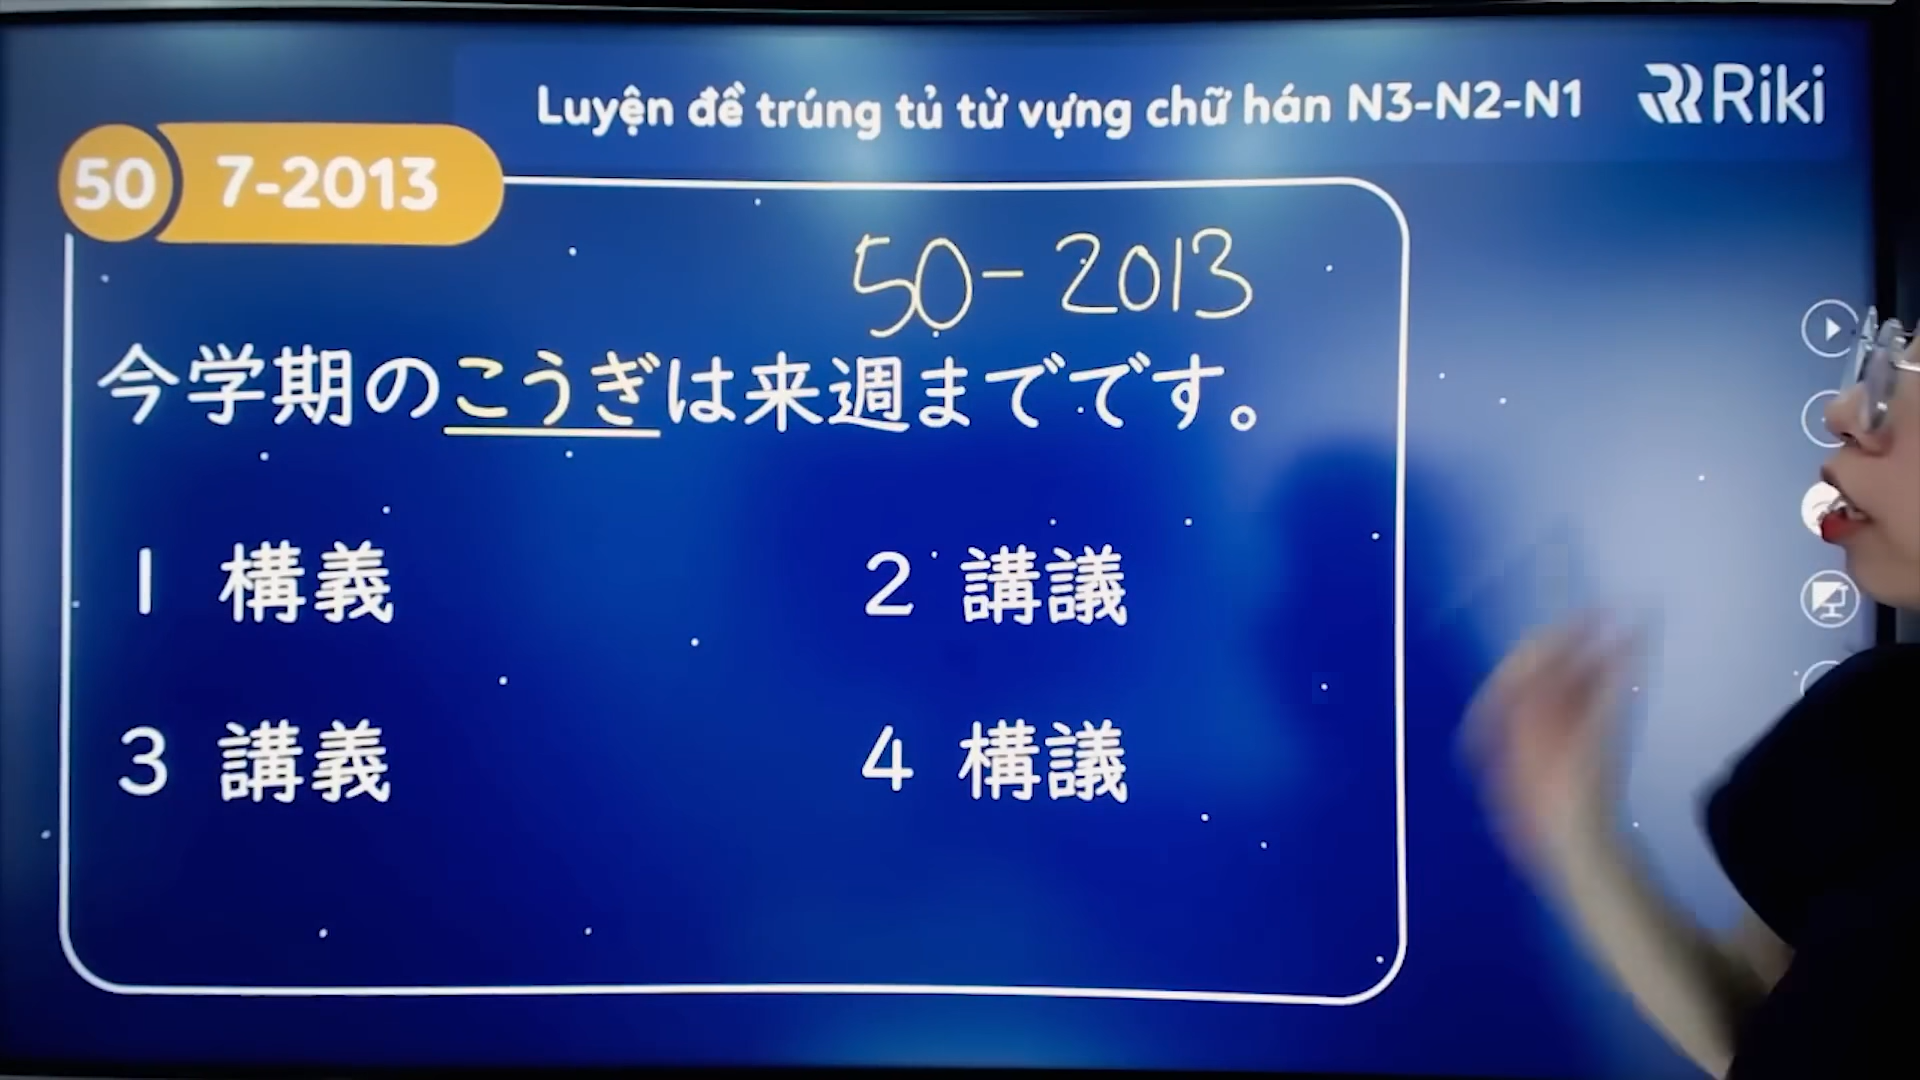 Luyện đề trúng tủ từ vựng chữ hán N3-N2-N1
Riki
50 7-2013
50-2013
今学期のこうぎは来週までです。
1 構義
2 講議
3 講義
4 構議